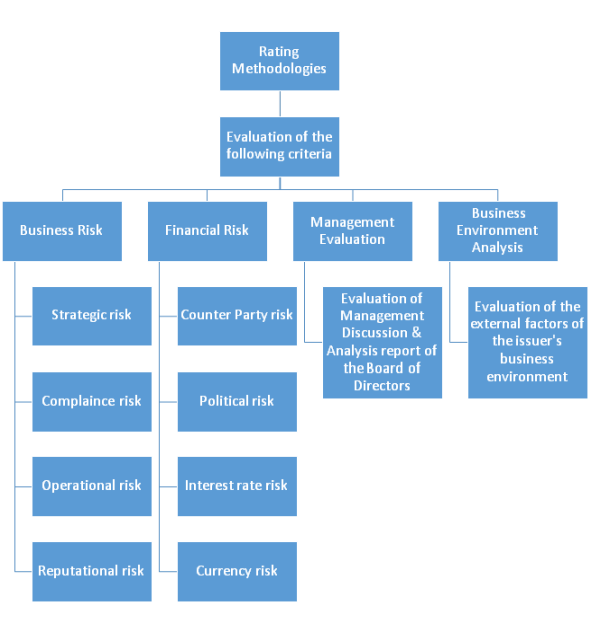 Rating
Methodologies
Evaluation of the
following criteria
Business Risk
Financial Risk
Management
Evaluation
Business
Environment
Analysis
Strategic risk
Complaince risk
Operational risk
Reputational risk
Counter Party risk
Political risk
Interest rate risk
Currency risk
Evaluation of
Management
Discussion &
Analysis report of
the Board of
Directors
Evaluation of the
external factors of
the issuer's
business
environment